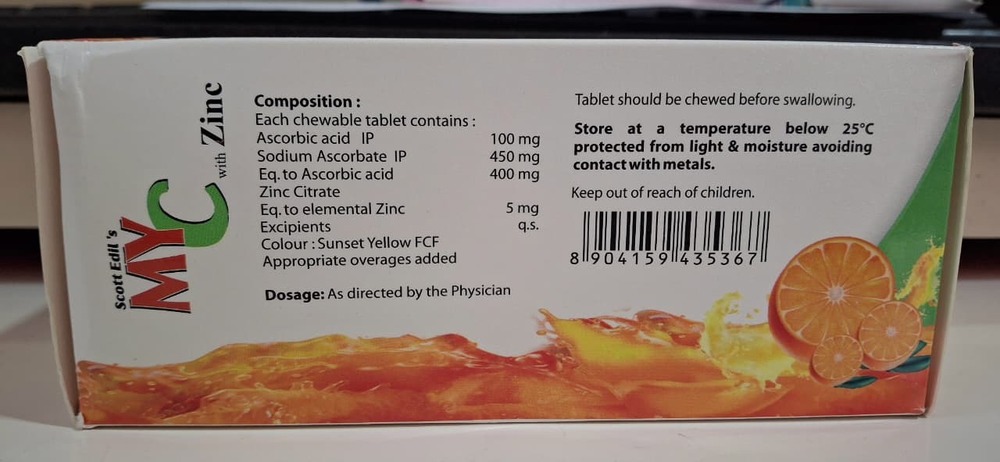 Scott Edil's
MYC
with Zinc
Composition :
Each chewable tablet contains :
Ascorbic acid IP 100 mg
Sodium Ascorbate IP 450 mg
Eq. to Ascorbic acid 400 mg
Zinc Citrate
Eq. to elemental Zinc 5 mg
Excipients q.s.
Colour : Sunset Yellow FCF
Appropriate overages added
Dosage: As directed by the Physician
Tablet should be chewed before swallowing.
Store at a temperature below 25°C
protected from light & moisture avoiding
contact with metals.
Keep out of reach of children.
8 904159 435367